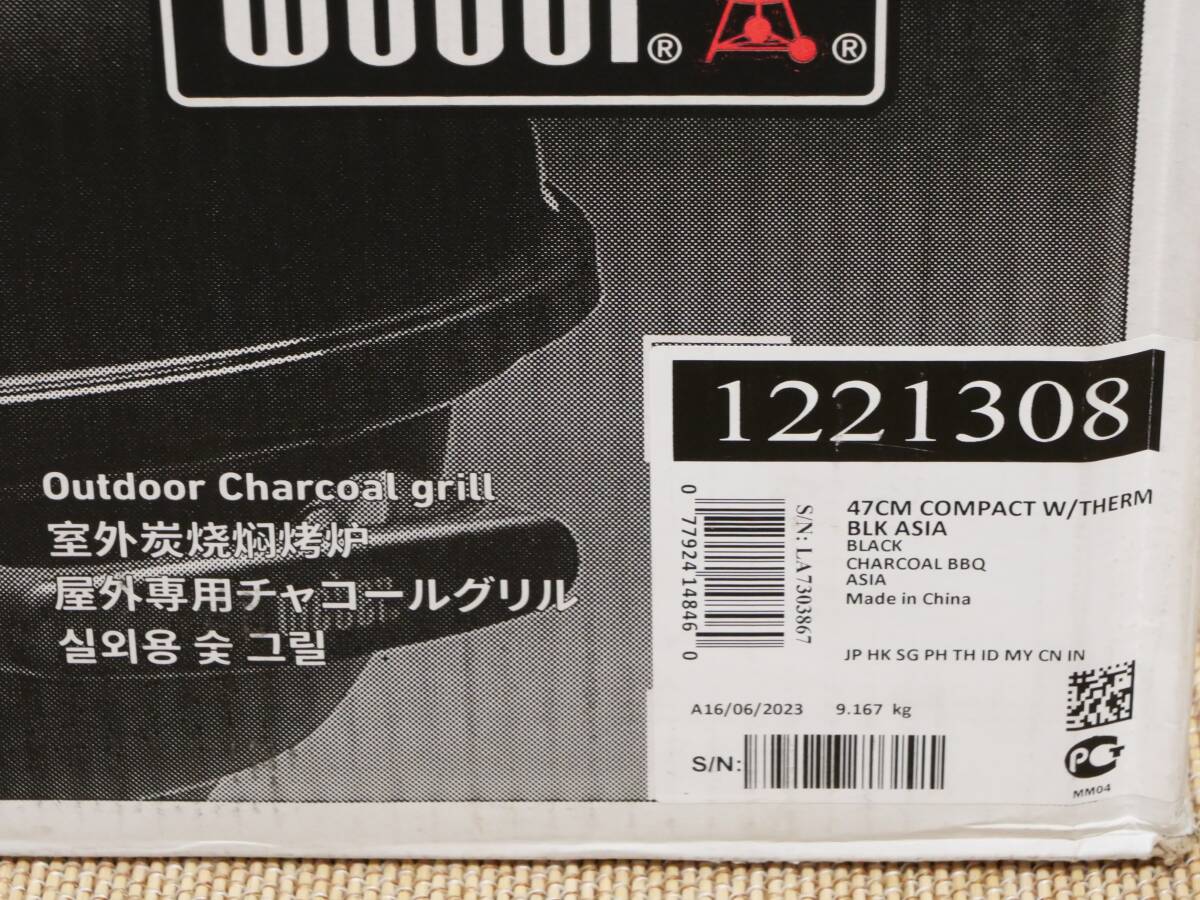 weber® ®
Outdoor Charcoal grill
室外炭烧焖烤炉
屋外専用チャコールグリル
실외용 숯 그릴
1221308
0 77924 14846 0
S/N: LA7303867
47CM COMPACT W/THERM
BLK ASIA
BLACK
CHARCOAL BBQ
ASIA
Made in China
JP HK SG PH TH ID MY CN IN
A16/06/2023 9.167 kg
S/N:
PCT
MM04